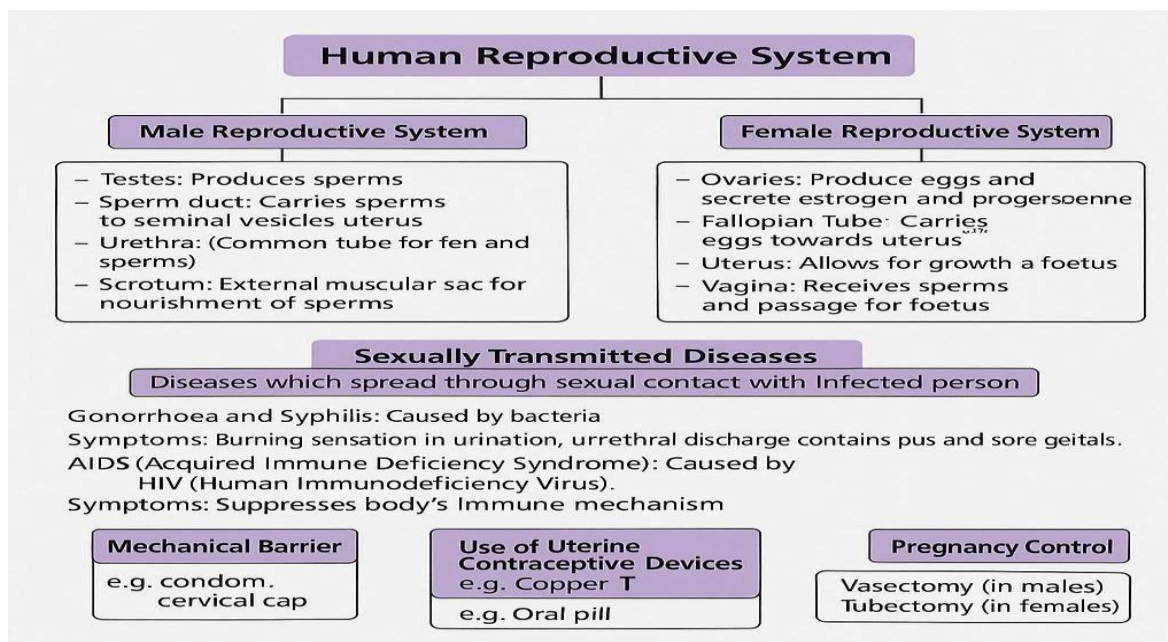 Human Reproductive System
Male Reproductive System
– Testes: Produces sperms
– Sperm duct: Carries sperms
to seminal vesicles uterus
– Urethra: (Common tube for fen and
sperms)
– Scrotum: External muscular sac for
nourishment of sperms
Female Reproductive System
– Ovaries: Produce eggs and
secrete estrogen and progerspenne
– Fallopian Tube: Carries
eggs towards uterus
– Uterus: Allows for growth a foetus
– Vagina: Receives sperms
and passage for foetus
Sexually Transmitted Diseases
Diseases which spread through sexual contact with Infected person
Gonorrhoea and Syphilis: Caused by bacteria
Symptoms: Burning sensation in urination, urrethral discharge contains pus and sore geitals.
AIDS (Acquired Immune Deficiency Syndrome): Caused by
HIV (Human Immunodeficiency Virus).
Symptoms: Suppresses body's Immune mechanism
Mechanical Barrier
e.g. condom.
cervical cap
Use of Uterine
Contraceptive Devices
e.g. Copper T
e.g. Oral pill
Pregnancy Control
Vasectomy (in males)
Tubectomy (in females)